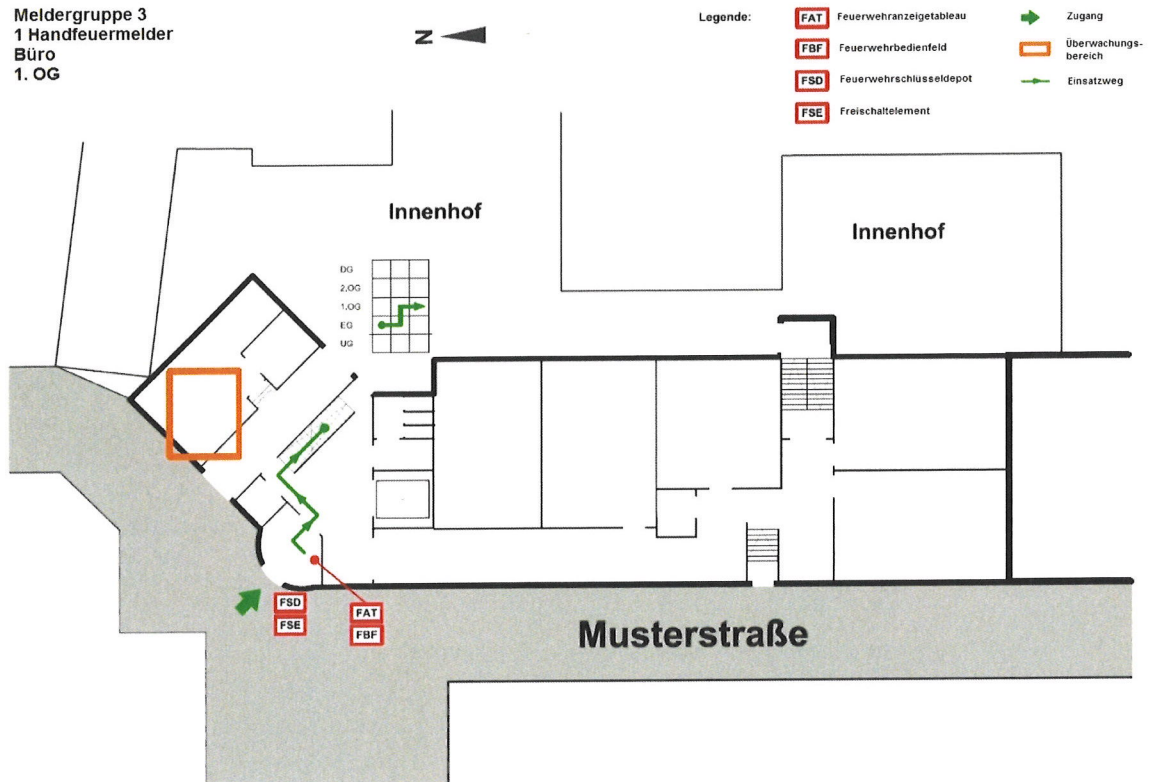 Meldergruppe 3
1 Handfeuermelder
Büro
1. OG
N
Legende:
FAT Feuerwehranzeigetableau
FBF Feuerwehrbedienfeld
FSD Feuerwehrschlüsseldepot
FSE Freischaltelement
Zugang
Überwachungs-
bereich
Einsatzweg
Innenhof
Innenhof
DG
2.OG
1.OG
EG
UG
FSD
FSE
FAT
FBF
Musterstraße